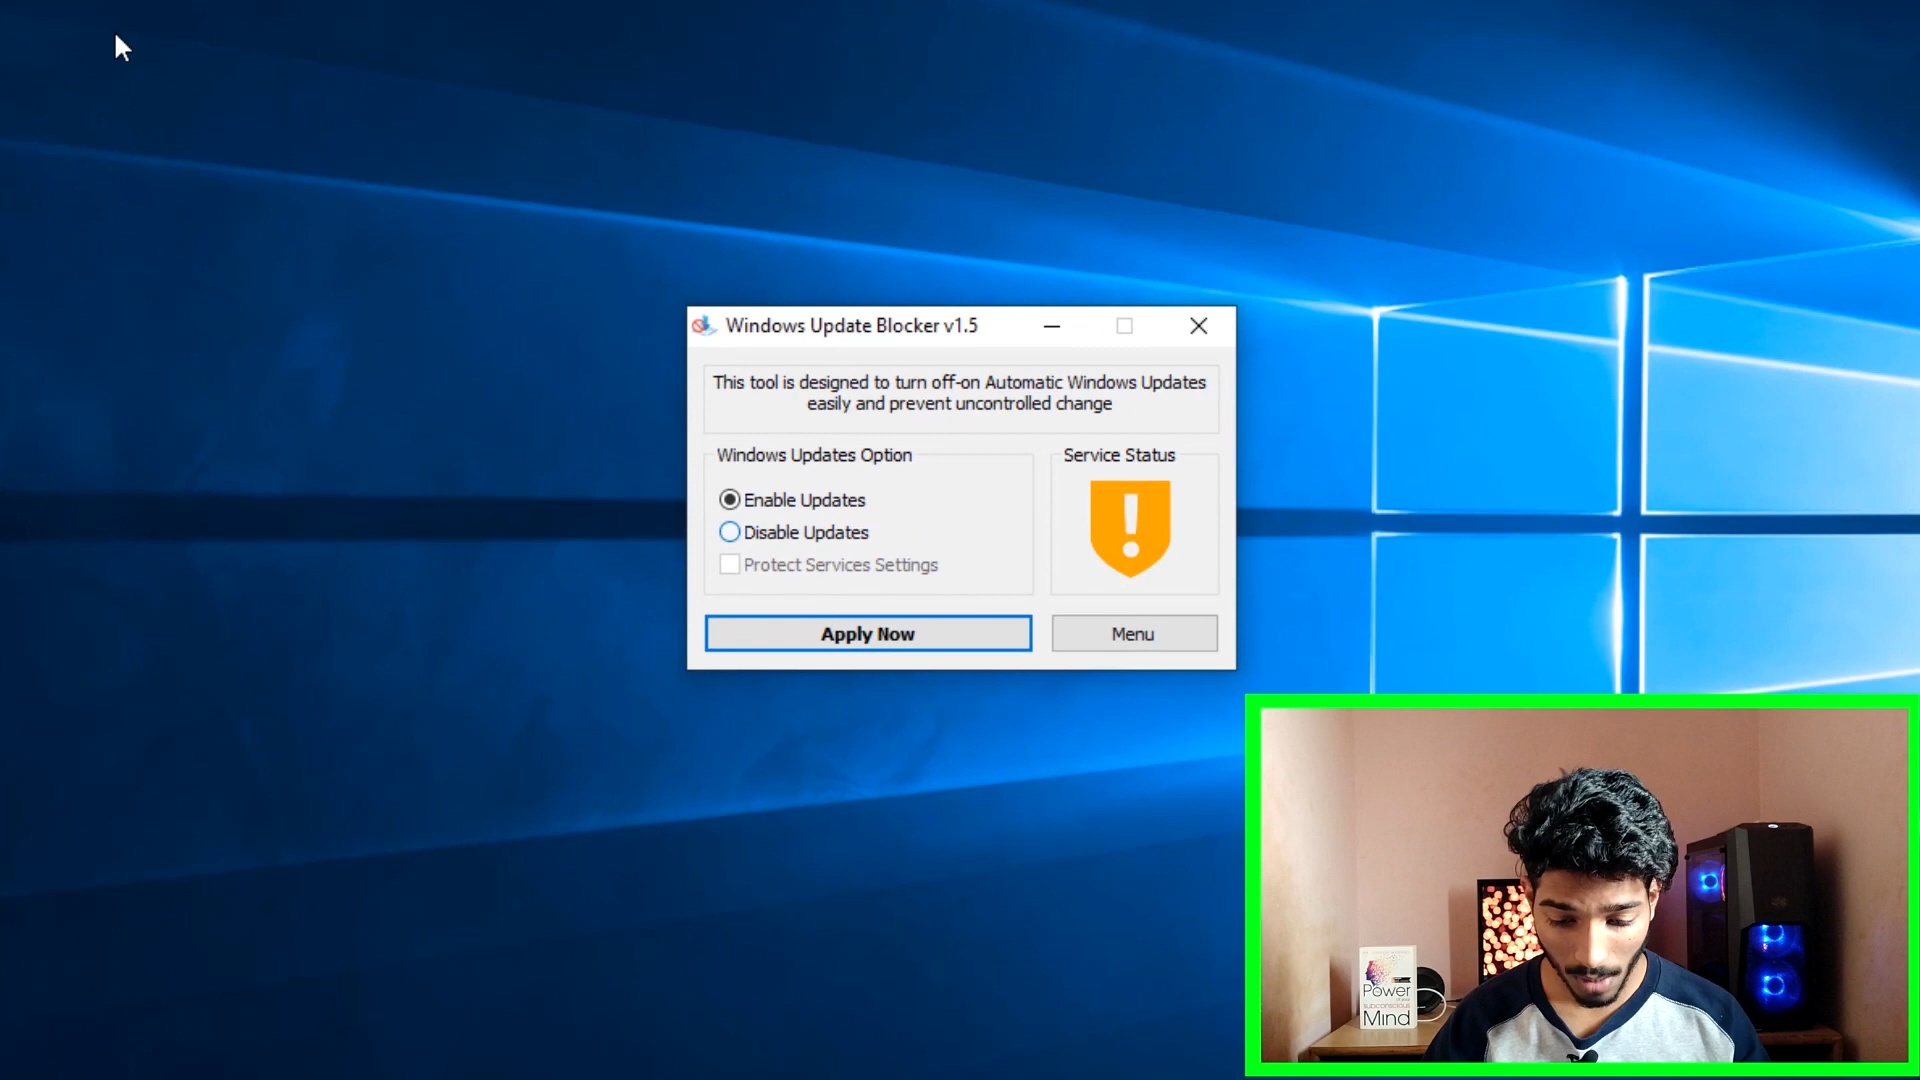 Windows Update Blocker v1.5
This tool is designed to turn off-on Automatic Windows Updates
easily and prevent uncontrolled change
Windows Updates Option
Service Status
Enable Updates
Disable Updates
Protect Services Settings
Apply Now
Menu
Power
subconscious
Mind